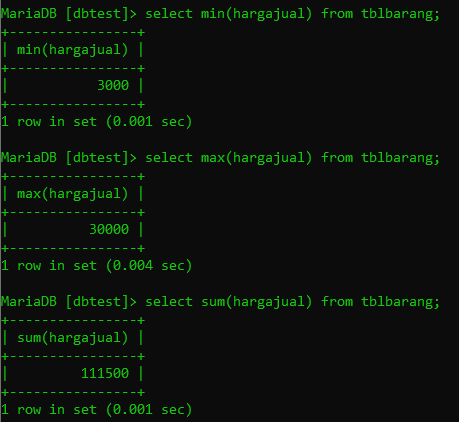 MariaDB [dbtest]> select min(hargajual) from tblbarang;
+----------------+
| min(hargajual) |
+----------------+
|           3000 |
+----------------+
1 row in set (0.001 sec)

MariaDB [dbtest]> select max(hargajual) from tblbarang;
+----------------+
| max(hargajual) |
+----------------+
|          30000 |
+----------------+
1 row in set (0.004 sec)

MariaDB [dbtest]> select sum(hargajual) from tblbarang;
+----------------+
| sum(hargajual) |
+----------------+
|         111500 |
+----------------+
1 row in set (0.001 sec)